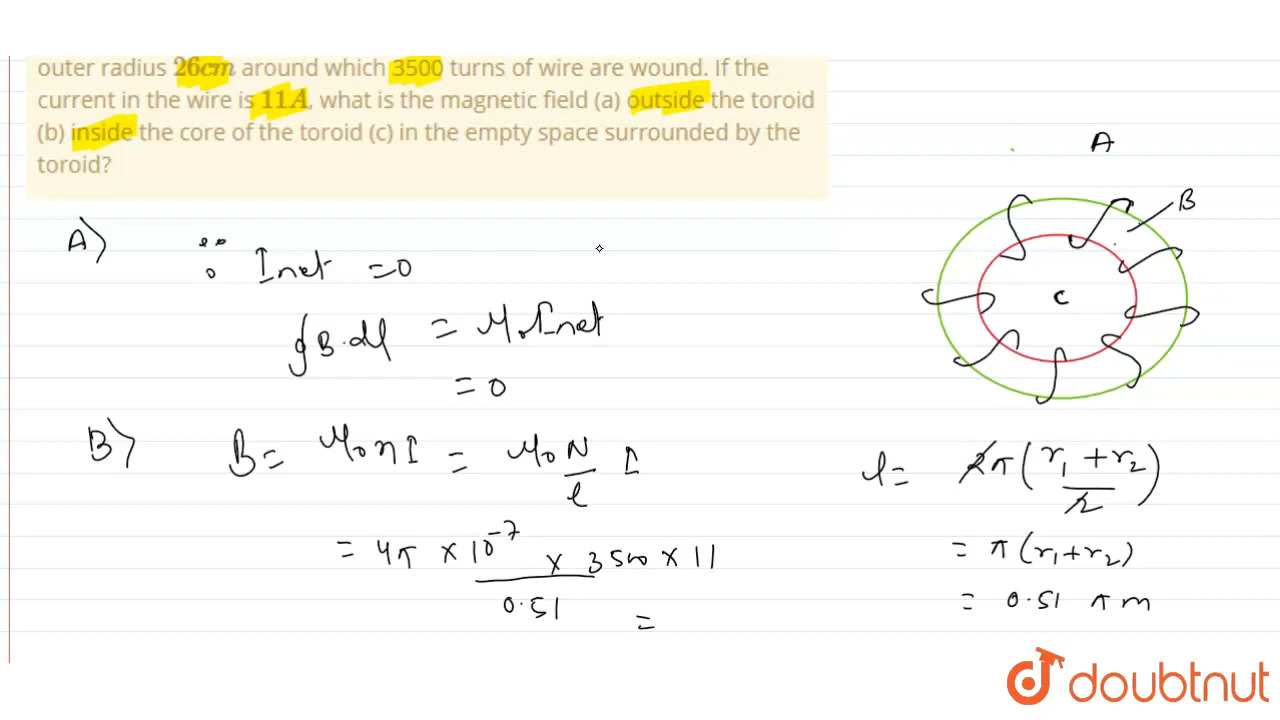 outer radius 26cm around which 3500 turns of wire are wound. If the
current in the wire is 11A, what is the magnetic field (a) outside the toroid
(b) inside the core of the toroid (c) in the empty space surrounded by the
toroid?
A
B
C
A)
∵ Inet = 0
∮B.dl = μ₀Inet
= 0
B)
B = μ₀nI = μ₀ N/l I
= 4π × 10⁻⁷ × 3500 × 11
0.51
=
l = 2π(r₁ + r₂/2)
= π(r₁+r₂)
= 0.51 π m
doubtnut